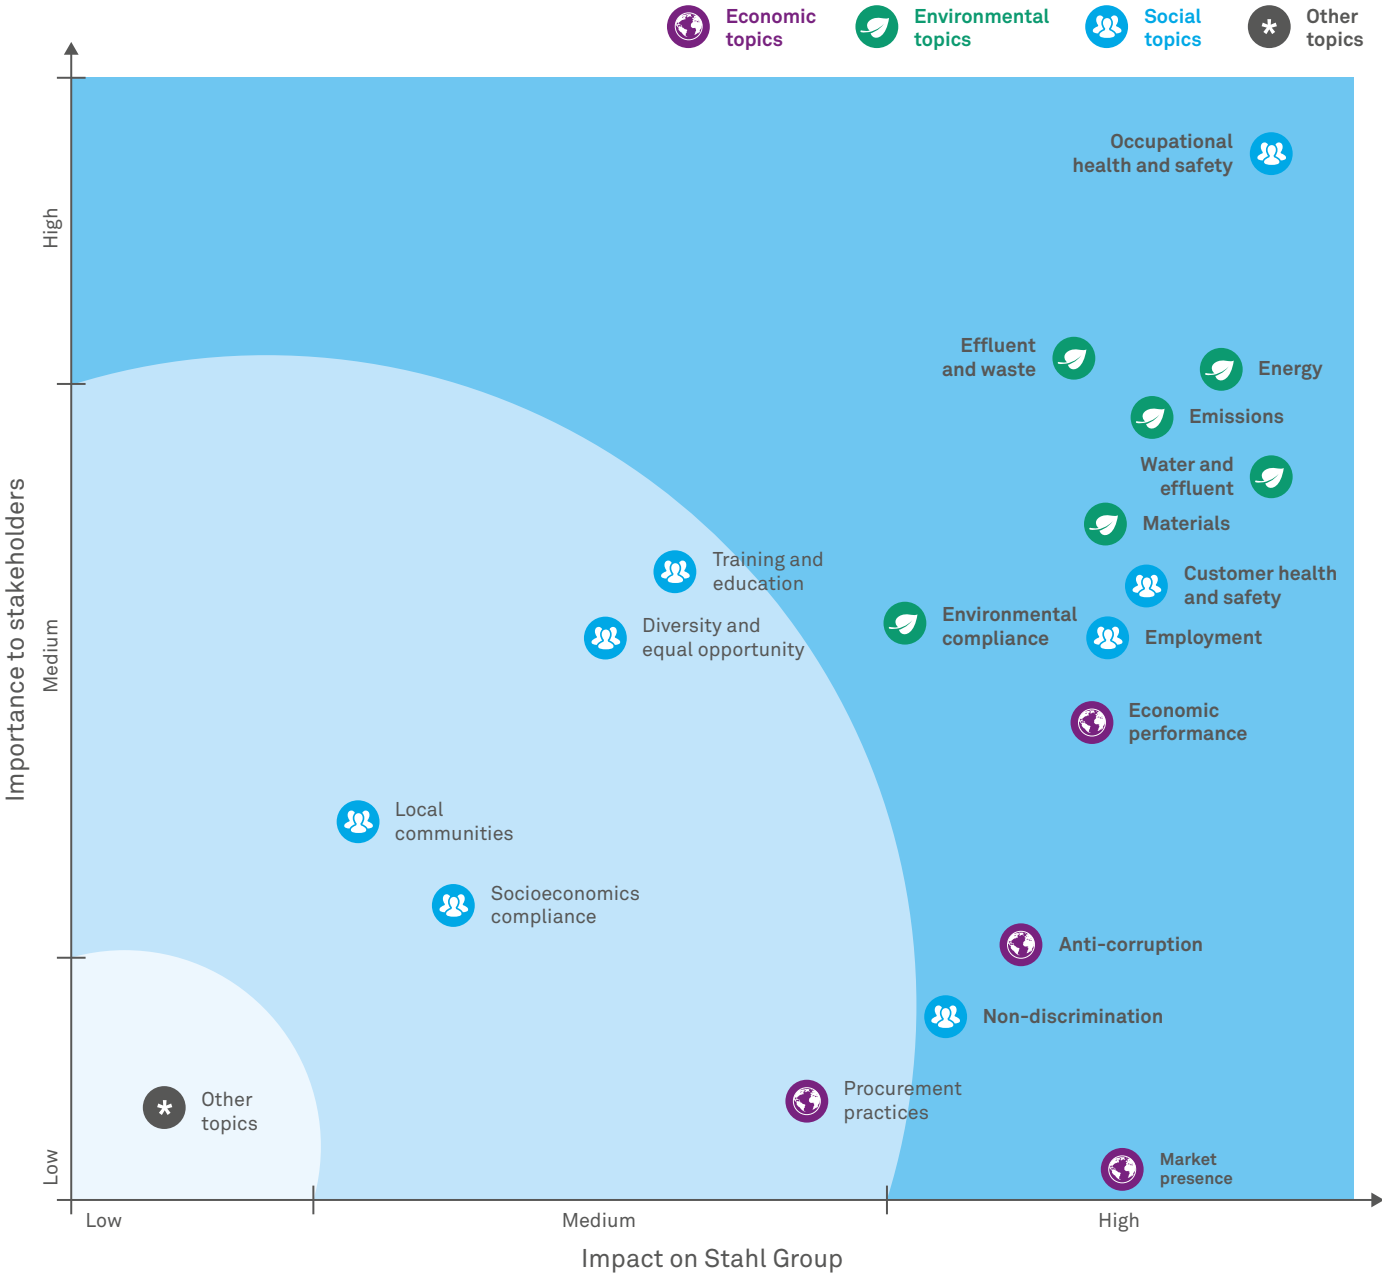 Economic
topics
Environmental
topics
Social
topics
Other
topics
Occupational
health and safety
High
Effluent
and waste
Energy
Emissions
Water and
effluent
Materials
Training and
education
Customer health
and safety
Diversity and
equal opportunity
Environmental
compliance
Employment
Importance to stakeholders
Medium
Economic
performance
Local
communities
Socioeconomics
compliance
Anti-corruption
Non-discrimination
* Other
topics
Procurement
practices
Low
Market
presence
Low
Medium
High
Impact on Stahl Group